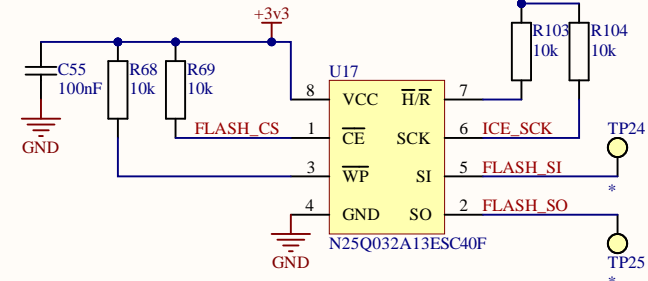 +3v3
R103
10k
R104
10k
C55
100nF
R68
10k
R69
10k
U17
GND
FLASH_CS
8
VCC
H/R
7
1
CE
SCK
6
ICE_SCK
TP24
*
3
WP
SI
5
FLASH_SI
4
GND
SO
2
FLASH_SO
GND
N25Q032A13ESC40F
TP25
*